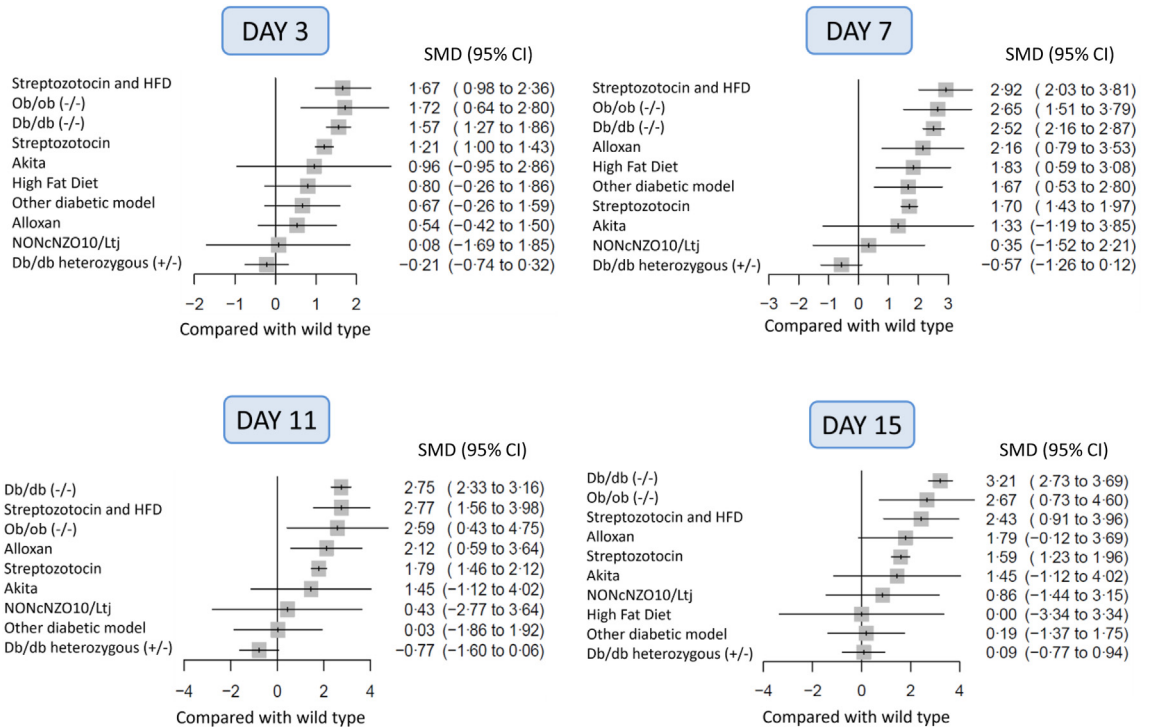 DAY 3
SMD (95% CI)
Streptozotocin and HFD 1·67 ( 0·98 to 2·36)
Ob/ob (-/-) 1·72 ( 0·64 to 2·80)
Db/db (-/-) 1·57 ( 1·27 to 1·86)
Streptozotocin 1·21 ( 1·00 to 1·43)
Akita 0·96 (−0·95 to 2·86)
High Fat Diet 0·80 (−0·26 to 1·86)
Other diabetic model 0·67 (−0·26 to 1·59)
Alloxan 0·54 (−0·42 to 1·50)
NONcNZO10/Ltj 0·08 (−1·69 to 1·85)
Db/db heterozygous (+/-) −0·21 (−0·74 to 0·32)
−2 −1 0 1 2
Compared with wild type
DAY 7
SMD (95% CI)
Streptozotocin and HFD 2·92 ( 2·03 to 3·81)
Ob/ob (-/-) 2·65 ( 1·51 to 3·79)
Db/db (-/-) 2·52 ( 2·16 to 2·87)
Alloxan 2·16 ( 0·79 to 3·53)
High Fat Diet 1·83 ( 0·59 to 3·08)
Other diabetic model 1·67 ( 0·53 to 2·80)
Streptozotocin 1·70 ( 1·43 to 1·97)
Akita 1·33 (−1·19 to 3·85)
NONcNZO10/Ltj 0·35 (−1·52 to 2·21)
Db/db heterozygous (+/-) −0·57 (−1·26 to 0·12)
−3 −2 −1 0 1 2 3
Compared with wild type
DAY 11
SMD (95% CI)
Db/db (-/-) 2·75 ( 2·33 to 3·16)
Streptozotocin and HFD 2·77 ( 1·56 to 3·98)
Ob/ob (-/-) 2·59 ( 0·43 to 4·75)
Alloxan 2·12 ( 0·59 to 3·64)
Streptozotocin 1·79 ( 1·46 to 2·12)
Akita 1·45 (−1·12 to 4·02)
NONcNZO10/Ltj 0·43 (−2·77 to 3·64)
Other diabetic model 0·03 (−1·86 to 1·92)
Db/db heterozygous (+/-) −0·77 (−1·60 to 0·06)
−4 −2 0 2 4
Compared with wild type
DAY 15
SMD (95% CI)
Db/db (-/-) 3·21 ( 2·73 to 3·69)
Ob/ob (-/-) 2·67 ( 0·73 to 4·60)
Streptozotocin and HFD 2·43 ( 0·91 to 3·96)
Alloxan 1·79 (−0·12 to 3·69)
Streptozotocin 1·59 ( 1·23 to 1·96)
Akita 1·45 (−1·12 to 4·02)
NONcNZO10/Ltj 0·86 (−1·44 to 3·15)
High Fat Diet 0·00 (−3·34 to 3·34)
Other diabetic model 0·19 (−1·37 to 1·75)
Db/db heterozygous (+/-) 0·09 (−0·77 to 0·94)
−4 −2 0 2 4
Compared with wild type